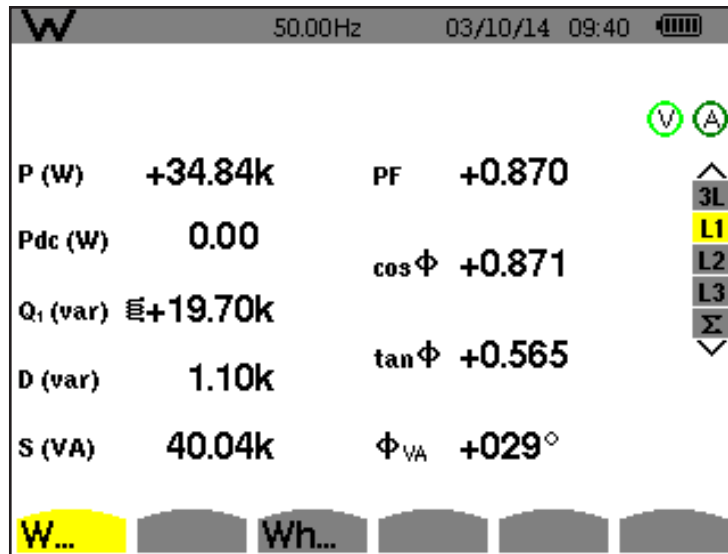 W 50.00Hz 03/10/14 09:40
V A
P (W) +34.84k PF +0.870
3L
L1
Pdc (W) 0.00
cosΦ +0.871
L2
L3
Q₁ (var) +19.70k
Σ
tanΦ +0.565
D (var) 1.10k
S (VA) 40.04k Φ VA +029°
W... Wh...